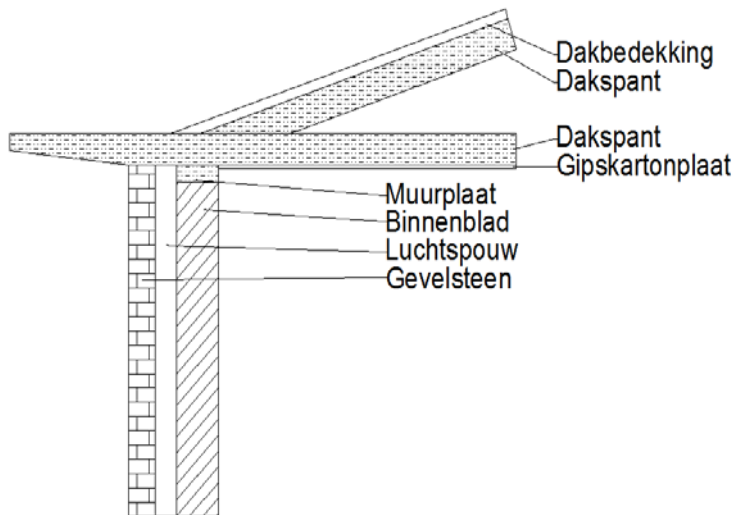 Dakbedekking
Dakspant
Dakspant
Gipskartonplaat
Muurplaat
Binnenblad
Luchtspouw
Gevelsteen